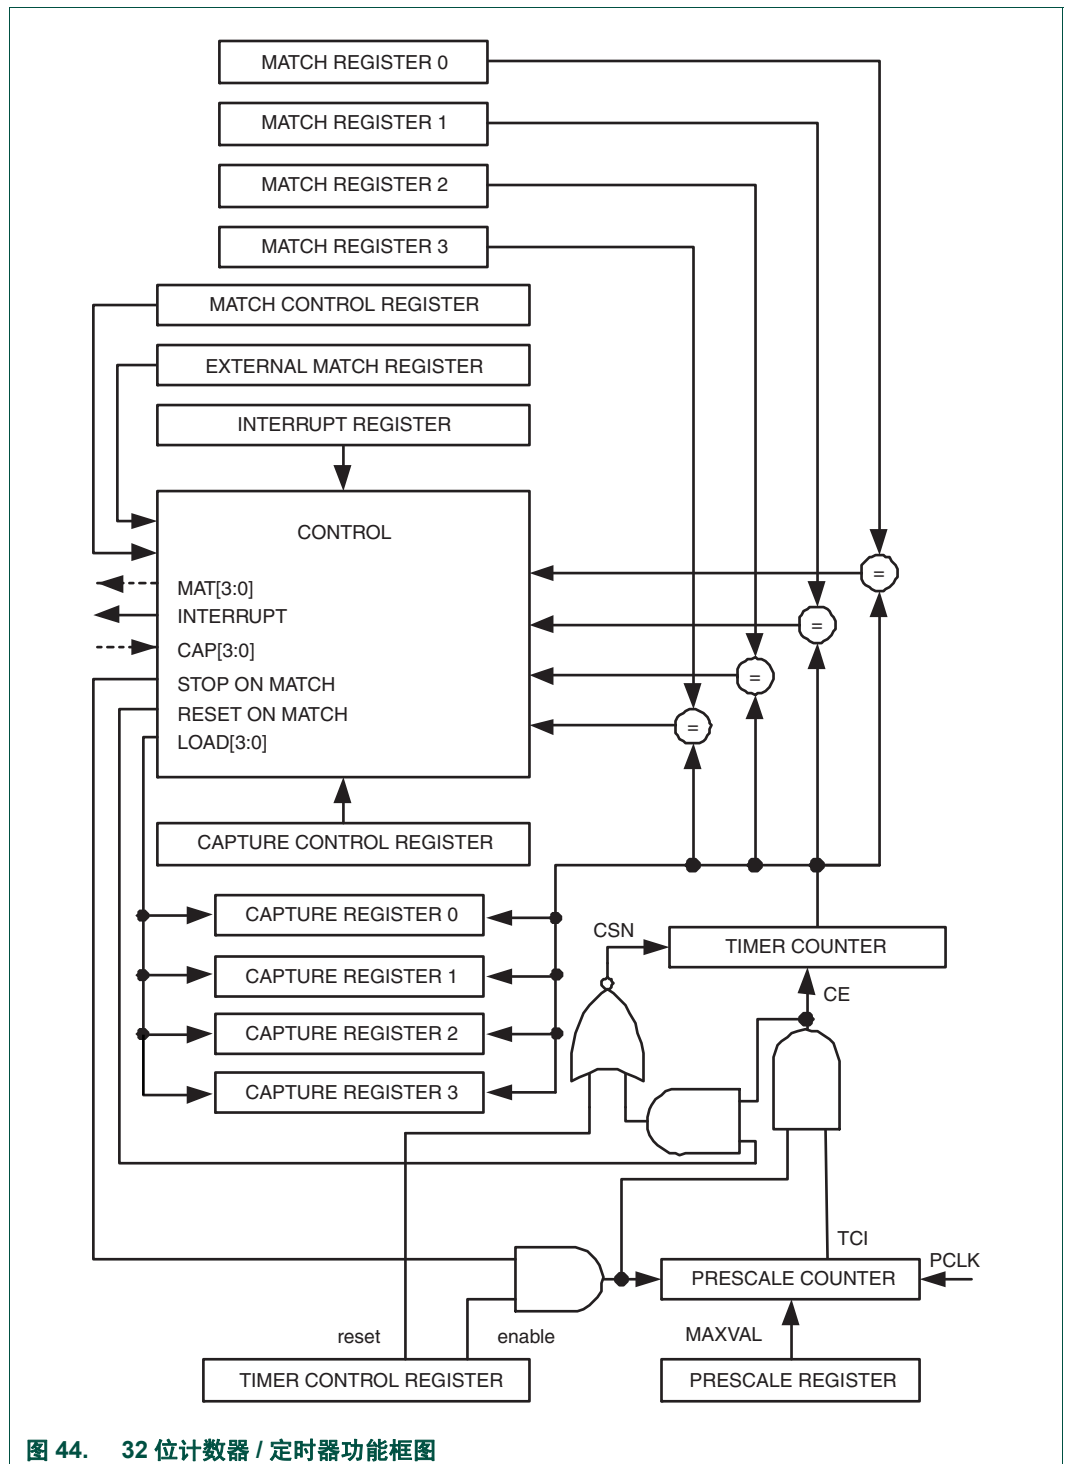 MATCH REGISTER 0
MATCH REGISTER 1
MATCH REGISTER 2
MATCH REGISTER 3
MATCH CONTROL REGISTER
EXTERNAL MATCH REGISTER
INTERRUPT REGISTER
CONTROL
=
MAT[3:0]
INTERRUPT
=
CAP[3:0]
STOP ON MATCH
=
RESET ON MATCH
=
LOAD[3:0]
CAPTURE CONTROL REGISTER
CAPTURE REGISTER 0
CSN
TIMER COUNTER
CAPTURE REGISTER 1
CE
CAPTURE REGISTER 2
CAPTURE REGISTER 3
TCI
PCLK
PRESCALE COUNTER
reset
enable
MAXVAL
TIMER CONTROL REGISTER
PRESCALE REGISTER
图 44. 32 位计数器 / 定时器功能框图